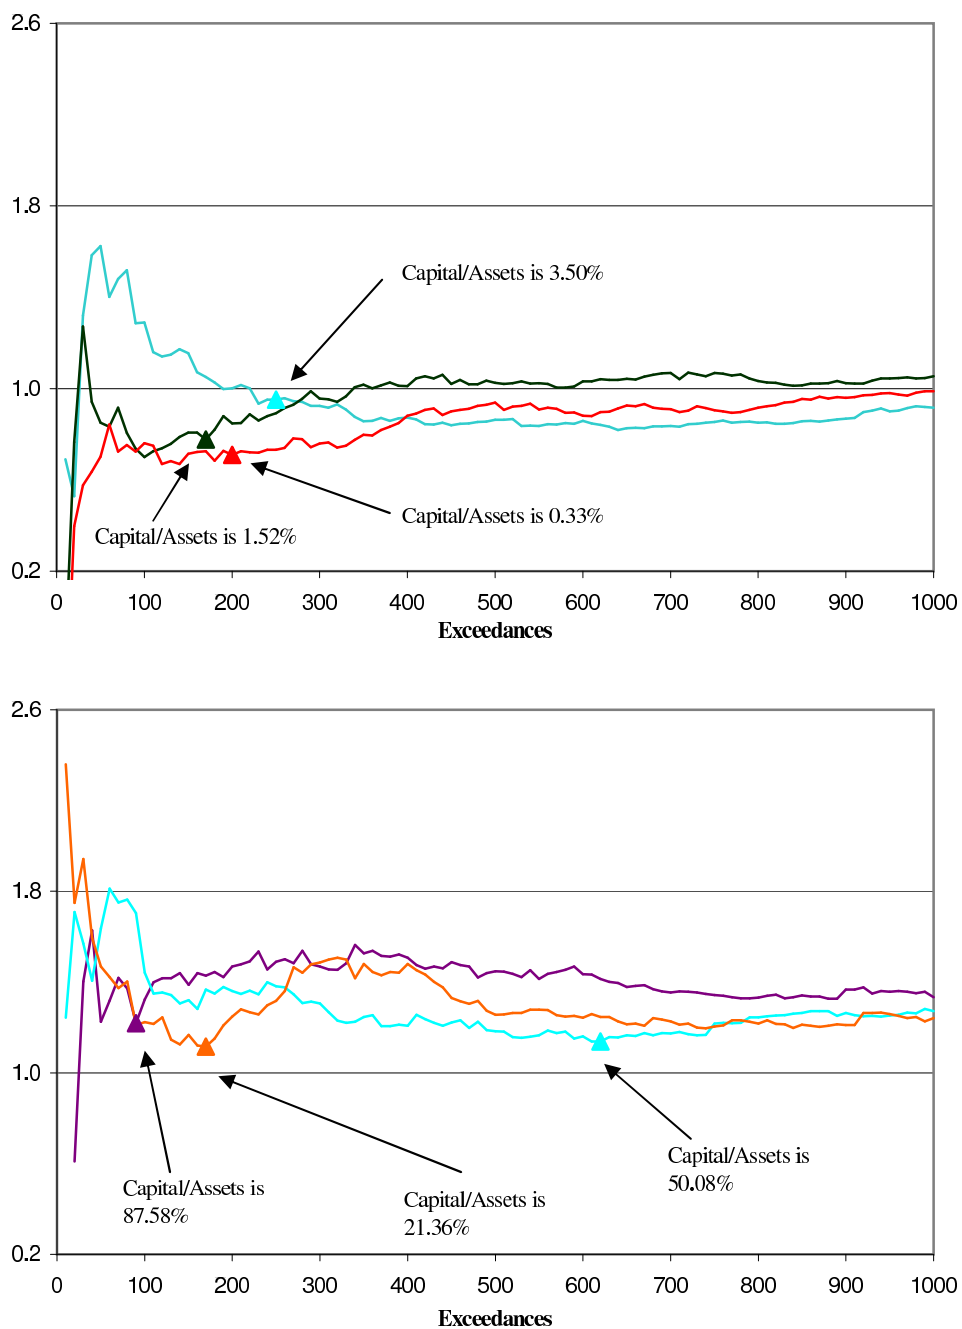 2.6
1.8
Capital/Assets is 3.50%
1.0
Capital/Assets is 0.33%
Capital/Assets is 1.52%
0.2
0 100 200 300 400 500 600 700 800 900 1000
Exceedances
2.6
1.8
1.0
Capital/Assets is
50.08%
Capital/Assets is
87.58%
Capital/Assets is
21.36%
0.2
0 100 200 300 400 500 600 700 800 900 1000
Exceedances